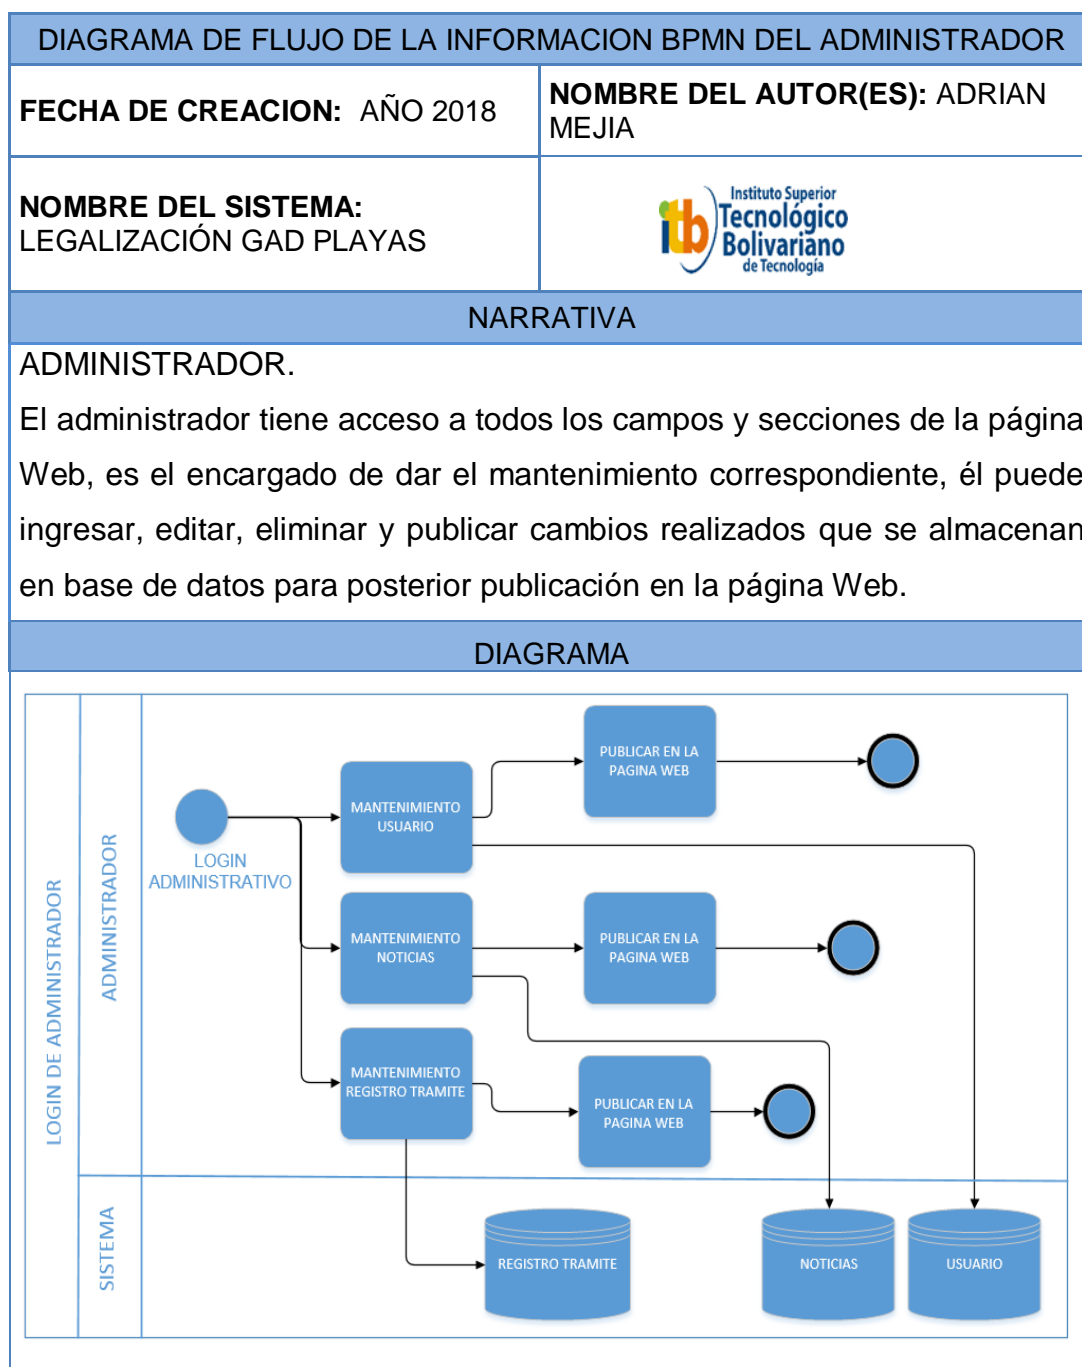 DIAGRAMA DE FLUJO DE LA INFORMACION BPMN DEL ADMINISTRADOR
FECHA DE CREACION: AÑO 2018
NOMBRE DEL AUTOR(ES): ADRIAN
MEJIA
NOMBRE DEL SISTEMA:
LEGALIZACIÓN GAD PLAYAS
itb
Instituto Superior
Tecnológico
Bolivariano
de Tecnología
NARRATIVA
ADMINISTRADOR.
El administrador tiene acceso a todos los campos y secciones de la página
Web, es el encargado de dar el mantenimiento correspondiente, él puede
ingresar, editar, eliminar y publicar cambios realizados que se almacenan
en base de datos para posterior publicación en la página Web.
DIAGRAMA
LOGIN DE ADMINISTRADOR
ADMINISTRADOR
LOGIN
ADMINISTRATIVO
MANTENIMIENTO
USUARIO
PUBLICAR EN LA
PAGINA WEB
MANTENIMIENTO
NOTICIAS
PUBLICAR EN LA
PAGINA WEB
MANTENIMIENTO
REGISTRO TRAMITE
PUBLICAR EN LA
PAGINA WEB
SISTEMA
REGISTRO TRAMITE
NOTICIAS
USUARIO